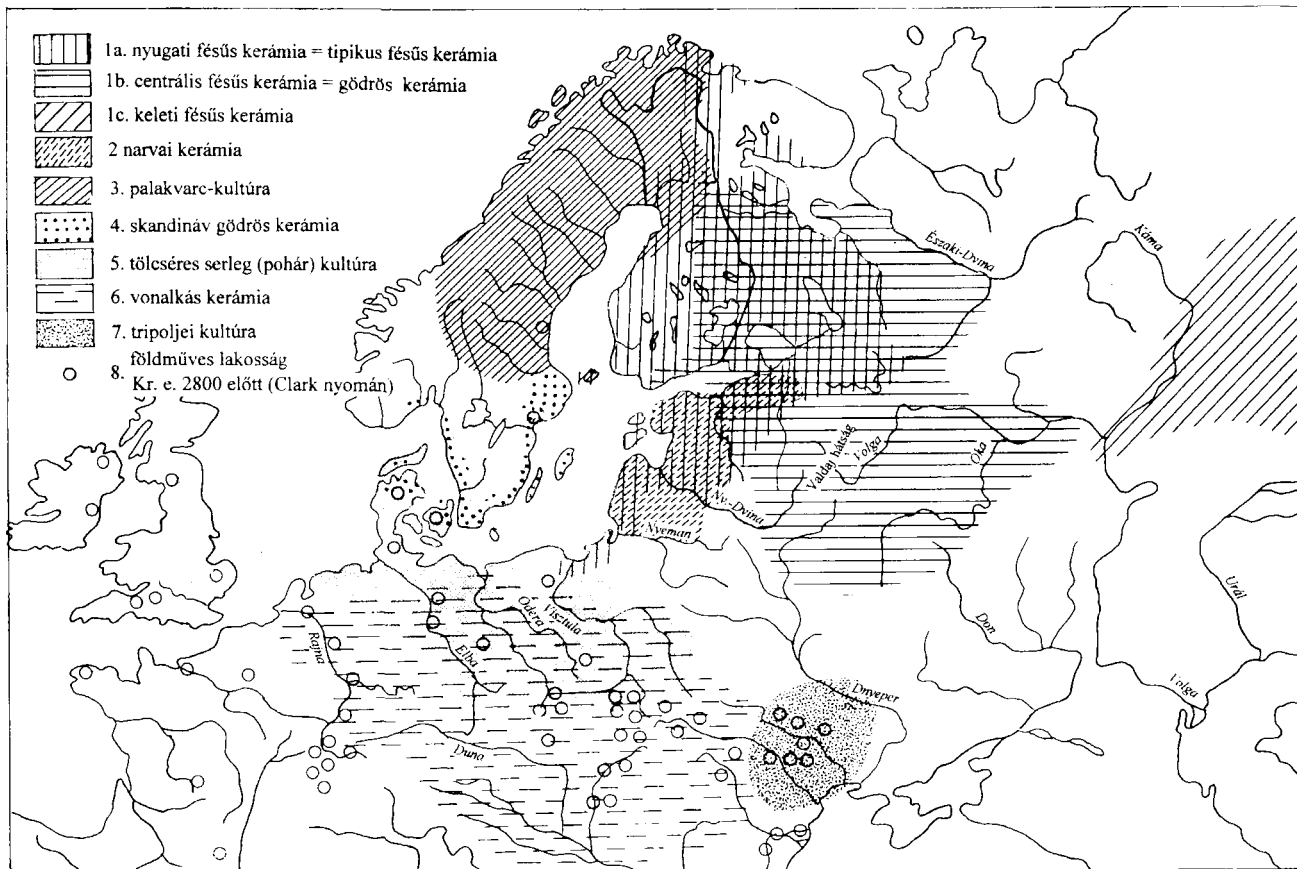 1a. nyugati fésűs kerámia = tipikus fésűs kerámia
1b. centrális fésűs kerámia = gödrös kerámia
1c. keleti fésűs kerámia
2 narvai kerámia
3. palakvarc-kultúra
4. skandináv gödrös kerámia
5. tölcséres serleg (pohár) kultúra
6. vonalkás kerámia
7. tripoljei kultúra
földműves lakosság
8. Kr. e. 2800 előtt (Clark nyomán)
Északi-Dvina
Káma
Valdaj hátság
Volga
Oka
Ny.-Dvina
Nyeman
Urál
Don
Odera
Visztula
Rajna
Elba
Dnyeper
Volga
Duna